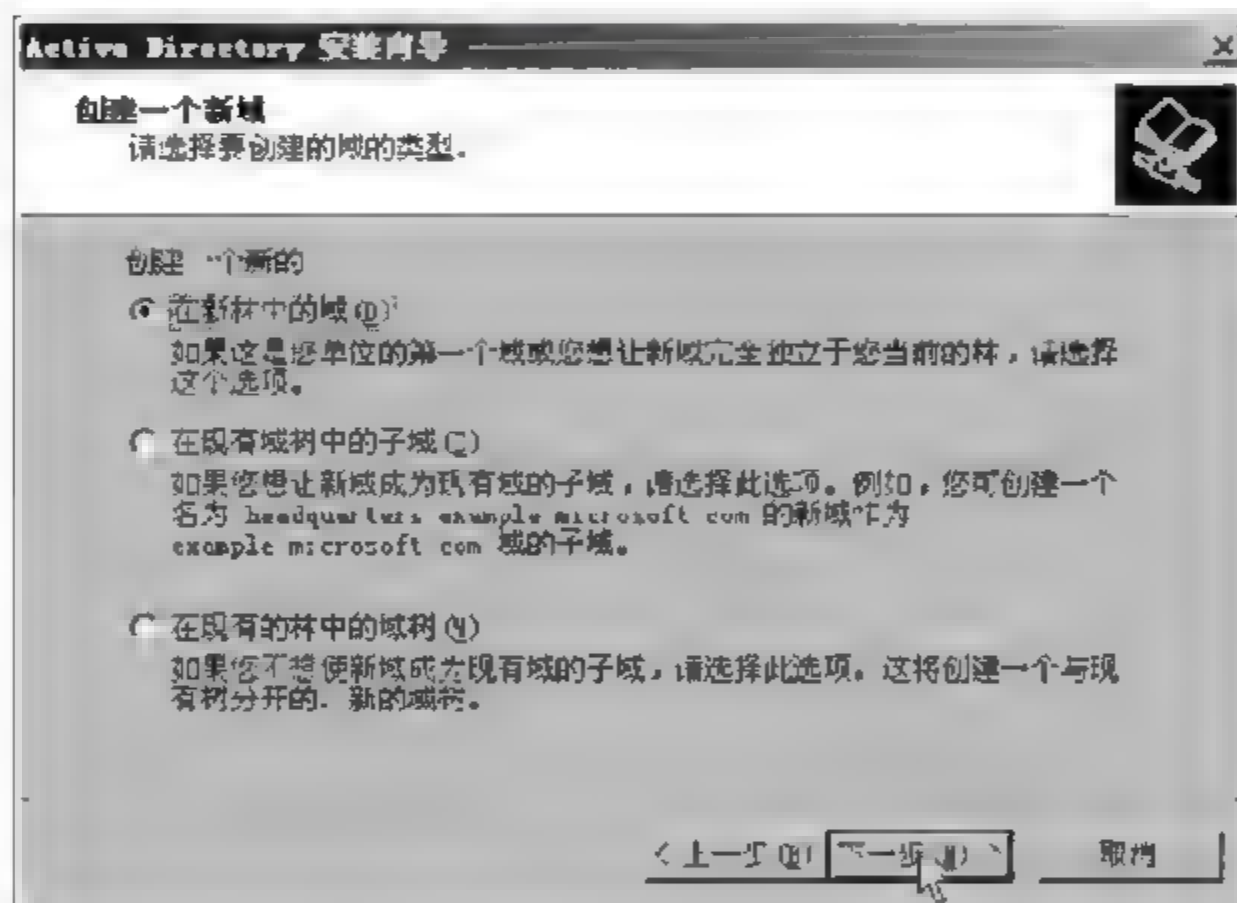 Active Directory 安装向导
创建一个新域
请选择要创建的域的类型。
创建一个新的
在新林中的域(D)
如果这是您单位的第一个域或您想让新域完全独立于您当前的林，请选择
这个选项。
在现有域树中的子域(C)
如果您想让新域成为现有域的子域，请选择此选项。例如，您可创建一个
名为 headquarters example microsoft com 的新域作为
example microsoft com 域的子域。
在现有的林中的域树(N)
如果您不想使新域成为现有域的子域，请选择此选项。这将创建一个与现
有树分开的、新的域树。
< 上一步(B) 下一步(N) > 取消